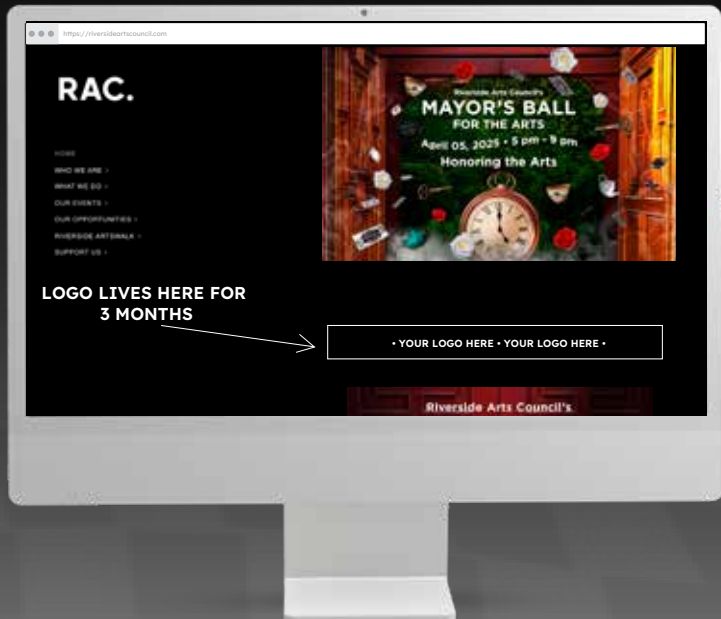 https://riversideartscouncil.com
RAC.
HOME
WHO WE ARE >
WHAT WE DO >
OUR EVENTS >
OUR OPPORTUNITIES >
RIVERSIDE ARTSWALK >
SUPPORT US >
Riverside Arts Council's
MAYOR'S BALL
FOR THE ARTS
April 05, 2025 • 5 pm - 9 pm
Honoring the Arts
LOGO LIVES HERE FOR
3 MONTHS
• YOUR LOGO HERE • YOUR LOGO HERE •
Riverside Arts Council's